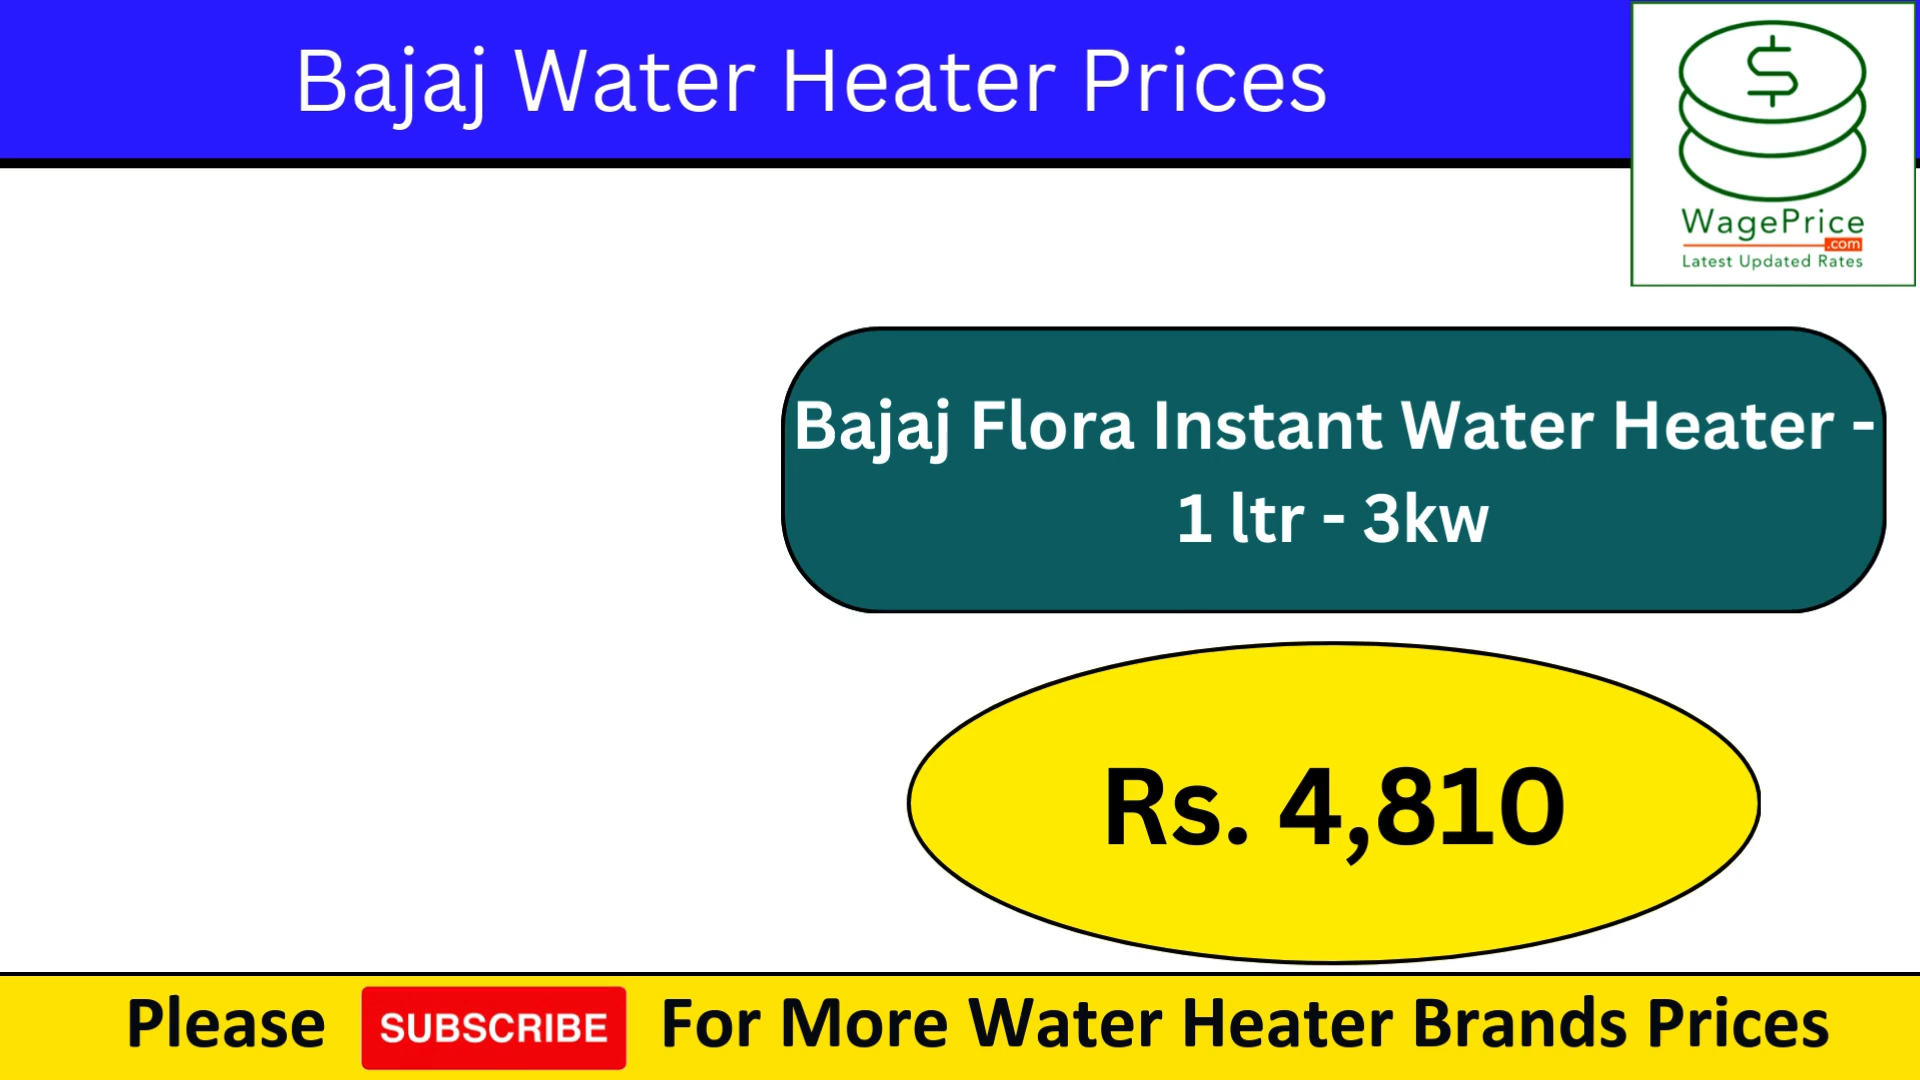 Bajaj Water Heater Prices
$
WagePrice
.com
Latest Updated Rates
Bajaj Flora Instant Water Heater -
1 ltr - 3kw
Rs. 4,810
Please SUBSCRIBE For More Water Heater Brands Prices